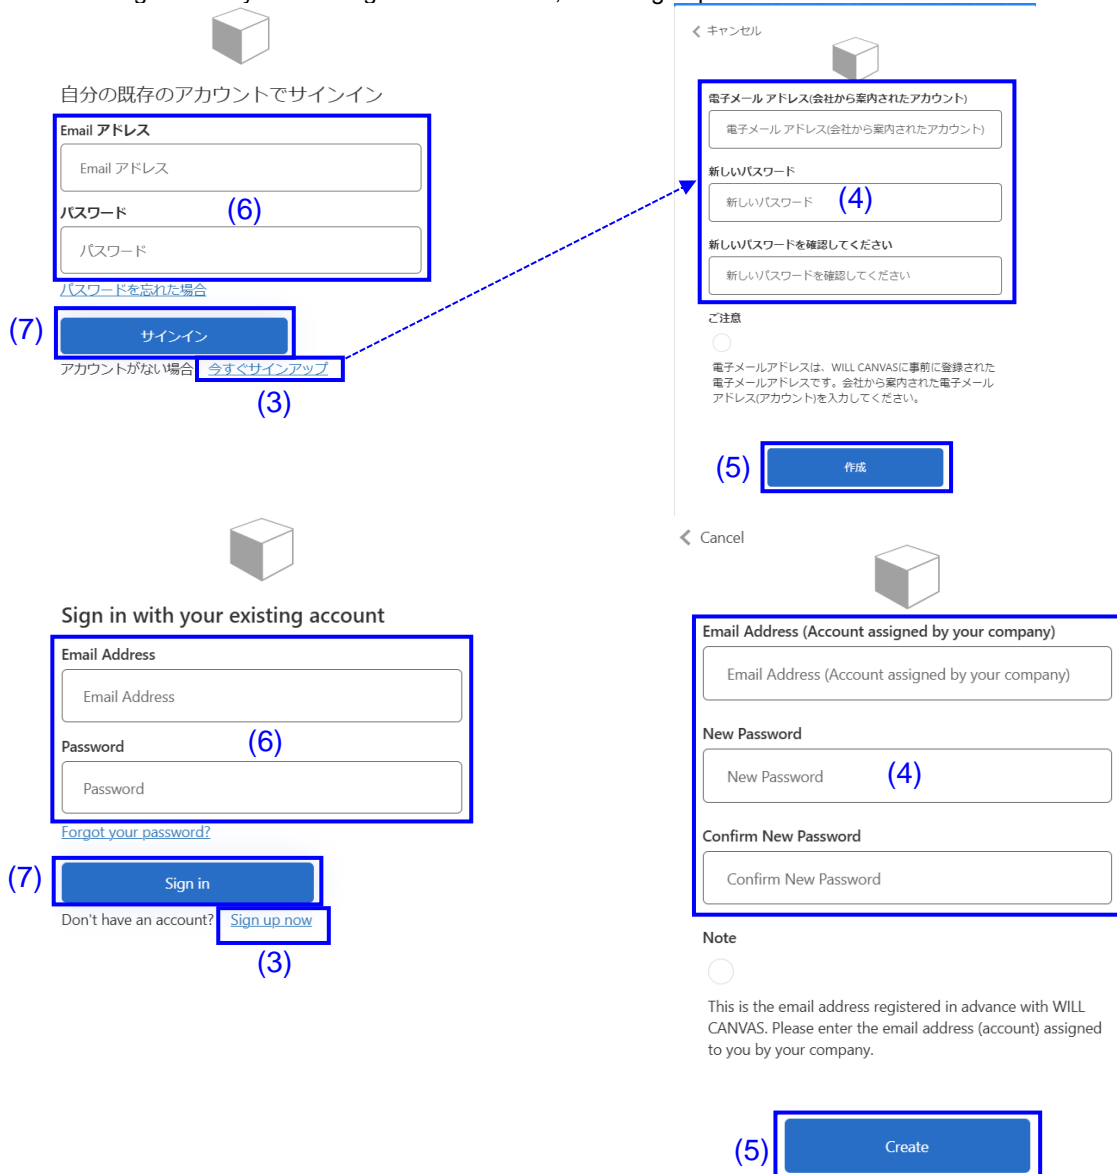 キャンセル
自分の既存のアカウントでサインイン
Email アドレス
Email アドレス
(6)
パスワード
パスワード
パスワードを忘れた場合
(7)
サインイン
アカウントがない場合 今すぐサインアップ
(3)
電子メール アドレス(会社から案内されたアカウント)
電子メール アドレス(会社から案内されたアカウント)
新しいパスワード
新しいパスワード
(4)
新しいパスワードを確認してください
新しいパスワードを確認してください
ご注意
電子メールアドレスは、WILL CANVASに事前に登録された
電子メールアドレスです。会社から案内された電子メール
アドレス(アカウント)を入力してください。
(5)
作成
Sign in with your existing account
Email Address
Email Address
(6)
Password
Password
Forgot your password?
(7)
Sign in
Don't have an account? Sign up now
(3)
Cancel
Email Address (Account assigned by your company)
Email Address (Account assigned by your company)
New Password
New Password
(4)
Confirm New Password
Confirm New Password
Note
This is the email address registered in advance with WILL
CANVAS. Please enter the email address (account) assigned
to you by your company.
(5)
Create